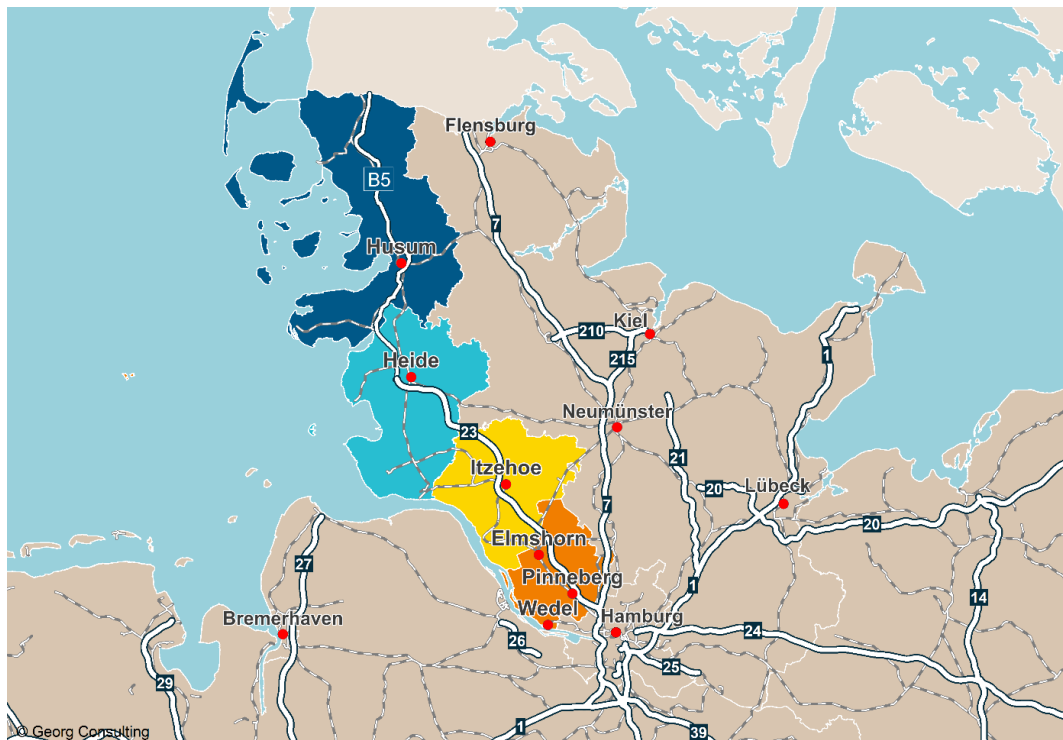 Flensburg
B5
7
Husum
210
Kiel
1
215
Heide
Neumünster
23
21
Itzehoe
20
Lübeck
7
20
Elmshorn
27
Pinneberg
1
14
Wedel
Hamburg
Bremerhaven
24
26
25
29
1
39
© Georg Consulting